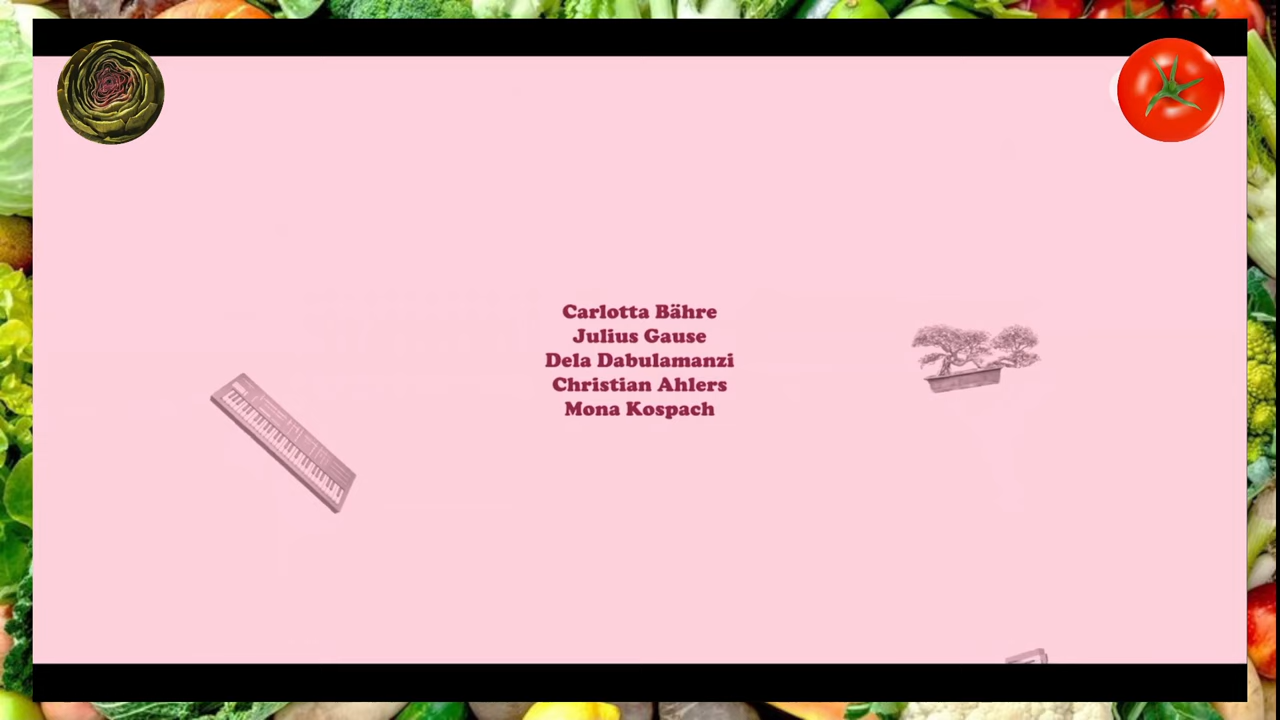 Carlotta Bähre
Julius Gause
Dela Dabulamanzi
Christian Ahlers
Mona Kospach